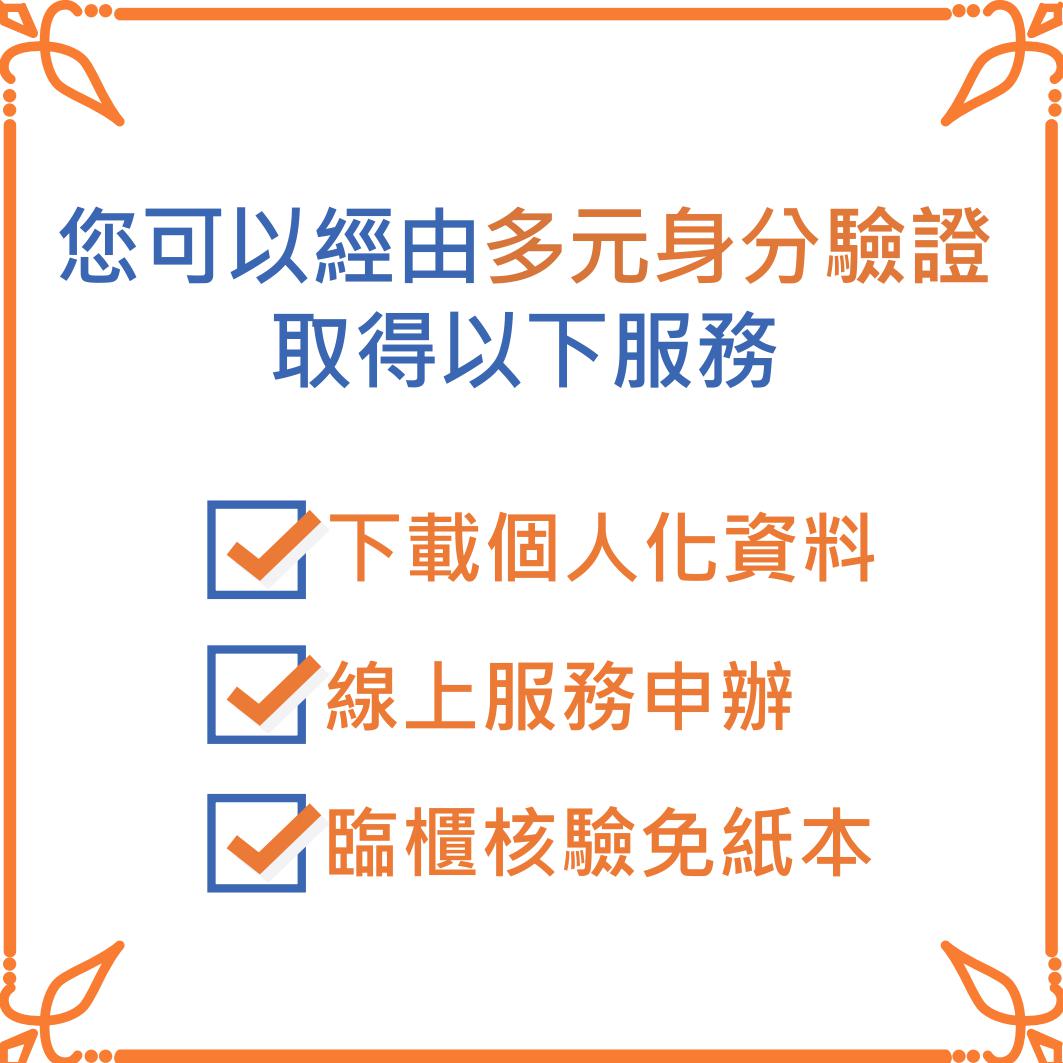 您可以經由多元身分驗證
取得以下服務
下載個人化資料
線上服務申辦
臨櫃核驗免紙本